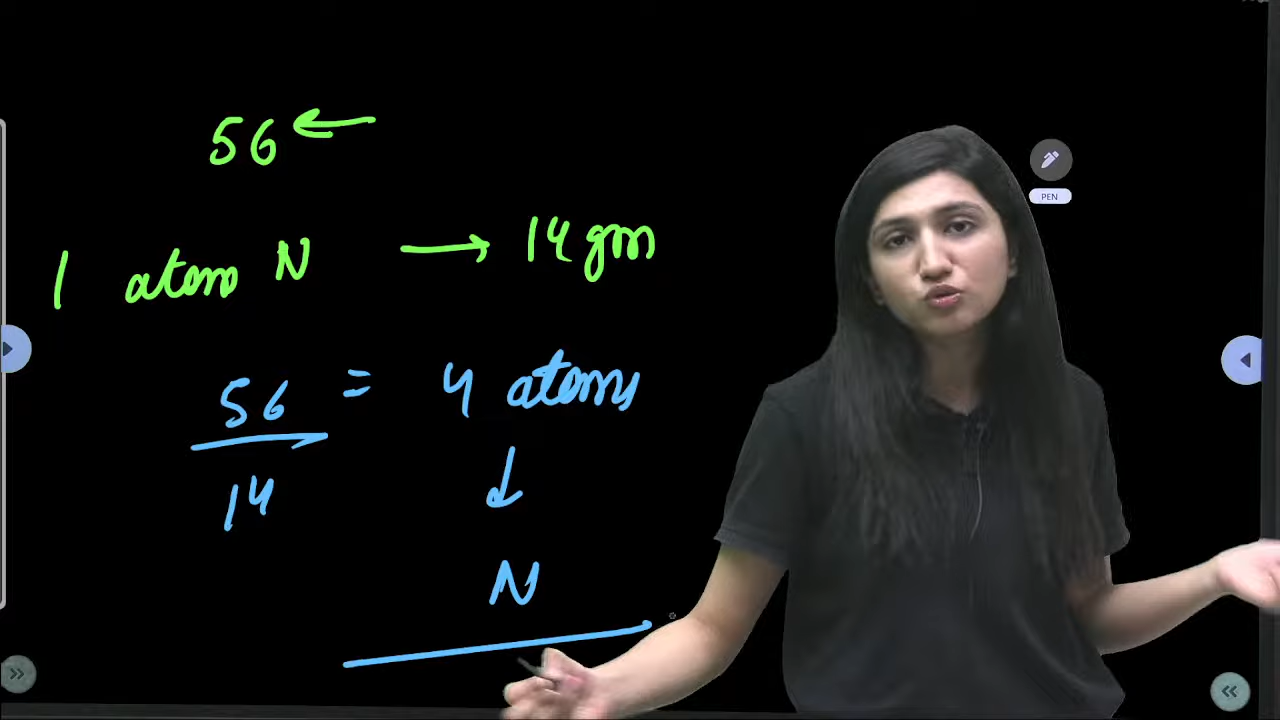 56 ←
PEN
1 atom N → 14 gm
56/14 = 4 atoms
↓
N